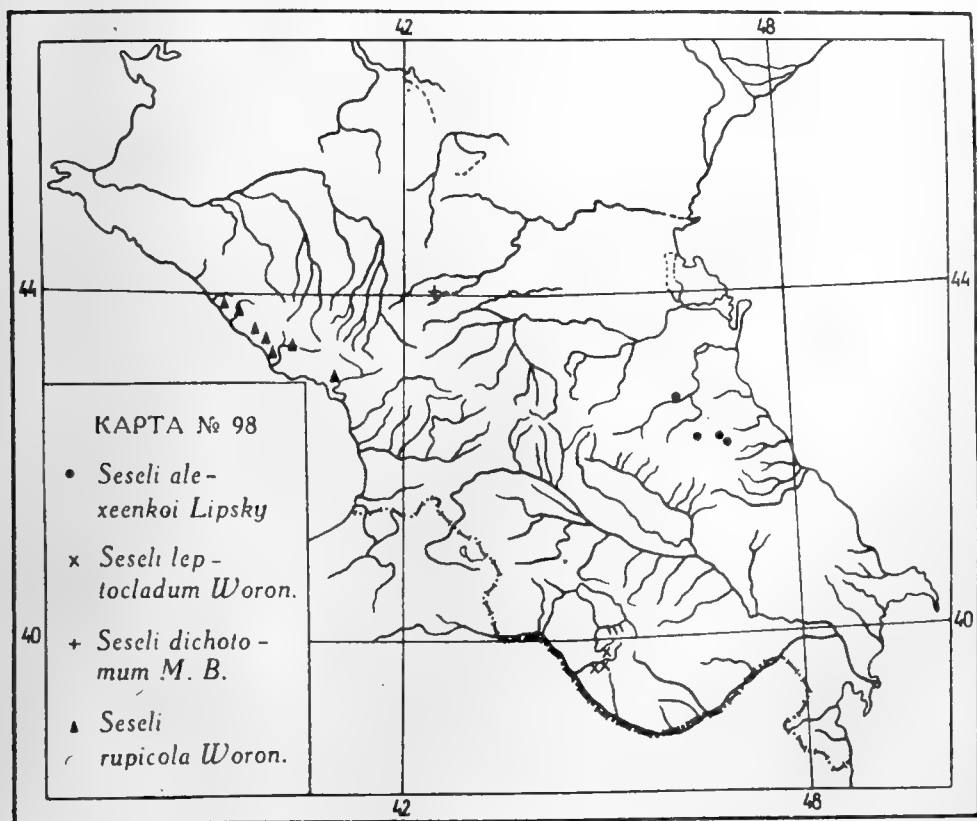 42 48
44 44
КАРТА № 98
• Seseli ale-
xeenkoi Lipsky
× Seseli lep-
tocladum Woron.
40 40
+ Seseli dichoto-
mum M. B.
▲ Seseli
rupicola Woron.
42 48